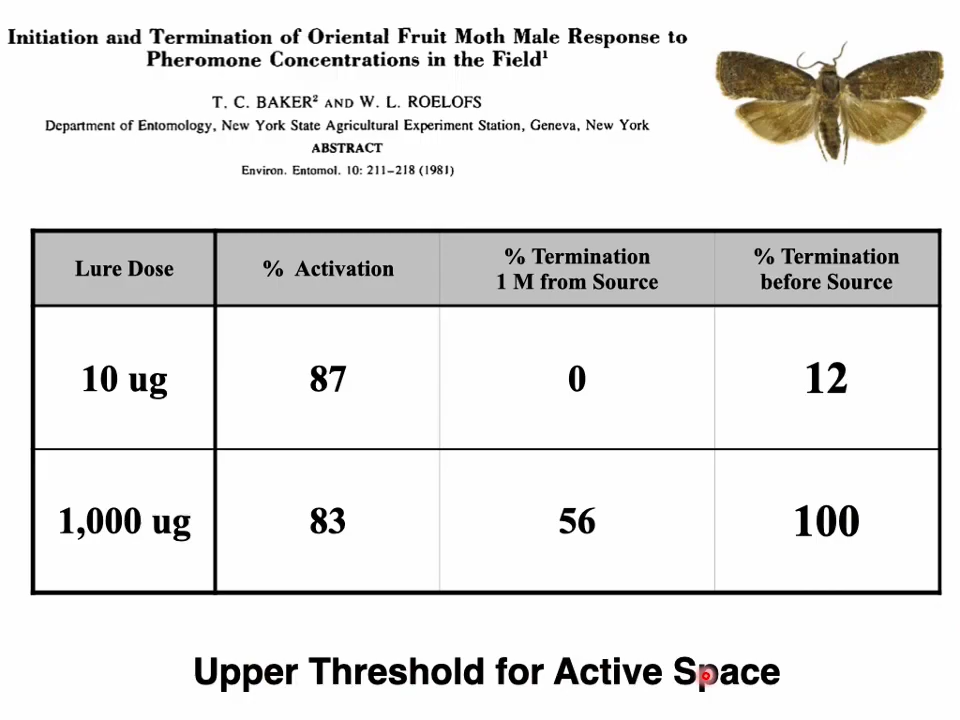 Initiation and Termination of Oriental Fruit Moth Male Response to
Pheromone Concentrations in the Field¹
T. C. BAKER² AND W. L. ROELOFS
Department of Entomology, New York State Agricultural Experiment Station, Geneva, New York
ABSTRACT
Environ. Entomol. 10: 211–218 (1981)
Lure Dose
% Activation
% Termination
1 M from Source
% Termination
before Source
10 ug
87
0
12
1,000 ug
83
56
100
Upper Threshold for Active Space